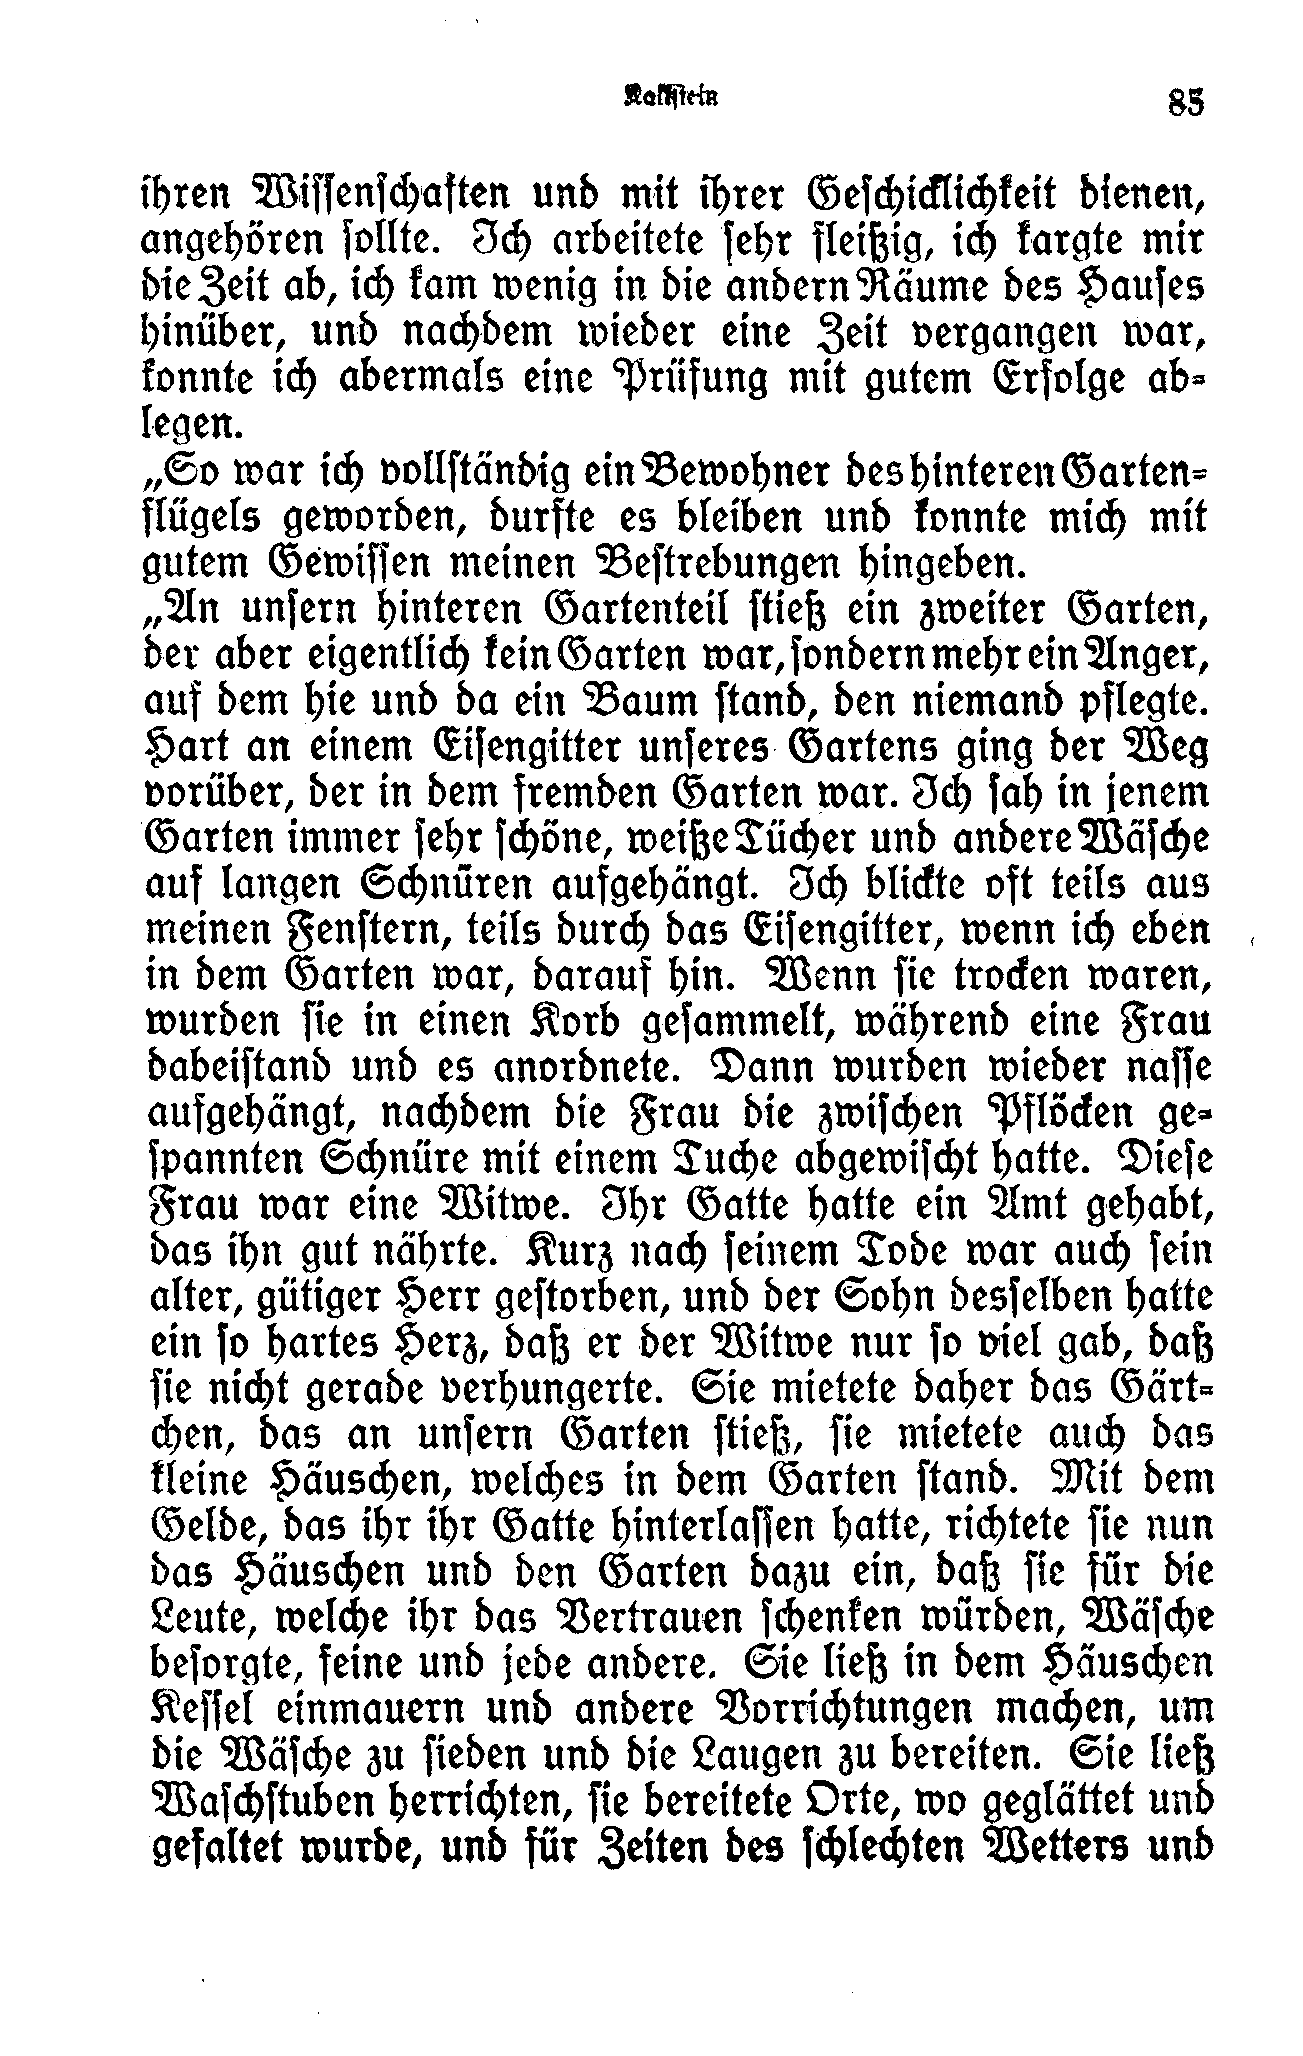 Kalkstein 85
ihren Wissenschaften und mit ihrer Geschicklichkeit dienen,
angehören sollte. Ich arbeitete sehr fleißig, ich kargte mir
die Zeit ab, ich kam wenig in die andern Räume des Hauses
hinüber, und nachdem wieder eine Zeit vergangen war,
konnte ich abermals eine Prüfung mit gutem Erfolge ab-
legen.
„So war ich vollständig ein Bewohner des hinteren Garten-
flügels geworden, durfte es bleiben und konnte mich mit
gutem Gewissen meinen Bestrebungen hingeben.
„An unsern hinteren Gartenteil stieß ein zweiter Garten,
der aber eigentlich kein Garten war, sondern mehr ein Anger,
auf dem hie und da ein Baum stand, den niemand pflegte.
Hart an einem Eisengitter unseres Gartens ging der Weg
vorüber, der in dem fremden Garten war. Ich sah in jenem
Garten immer sehr schöne, weiße Tücher und andere Wäsche
auf langen Schnüren aufgehängt. Ich blickte oft teils aus
meinen Fenstern, teils durch das Eisengitter, wenn ich eben
in dem Garten war, darauf hin. Wenn sie trocken waren,
wurden sie in einen Korb gesammelt, während eine Frau
dabeistand und es anordnete. Dann wurden wieder nasse
aufgehängt, nachdem die Frau die zwischen Pflöcken ge-
spannten Schnüre mit einem Tuche abgewischt hatte. Diese
Frau war eine Witwe. Ihr Gatte hatte ein Amt gehabt,
das ihn gut nährte. Kurz nach seinem Tode war auch sein
alter, gütiger Herr gestorben, und der Sohn desselben hatte
ein so hartes Herz, daß er der Witwe nur so viel gab, daß
sie nicht gerade verhungerte. Sie mietete daher das Gärt-
chen, das an unsern Garten stieß, sie mietete auch das
kleine Häuschen, welches in dem Garten stand. Mit dem
Gelde, das ihr ihr Gatte hinterlassen hatte, richtete sie nun
das Häuschen und den Garten dazu ein, daß sie für die
Leute, welche ihr das Vertrauen schenken würden, Wäsche
besorgte, feine und jede andere. Sie ließ in dem Häuschen
Kessel einmauern und andere Vorrichtungen machen, um
die Wäsche zu sieden und die Laugen zu bereiten. Sie ließ
Waschstuben herrichten, sie bereitete Orte, wo geglättet und
gefaltet wurde, und für Zeiten des schlechten Wetters und